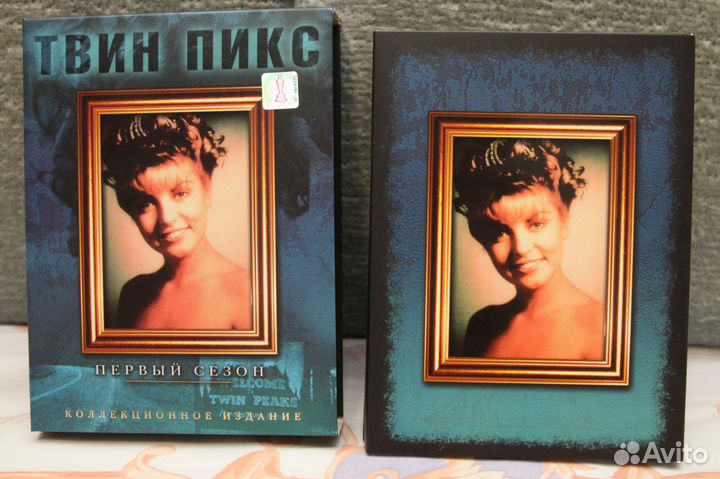 ТВИН ПИКС
ПЕРВЫЙ СЕЗОН
WELCOME
TWIN PEAKS
КОЛЛЕКЦИОННОЕ ИЗДАНИЕ
Avito